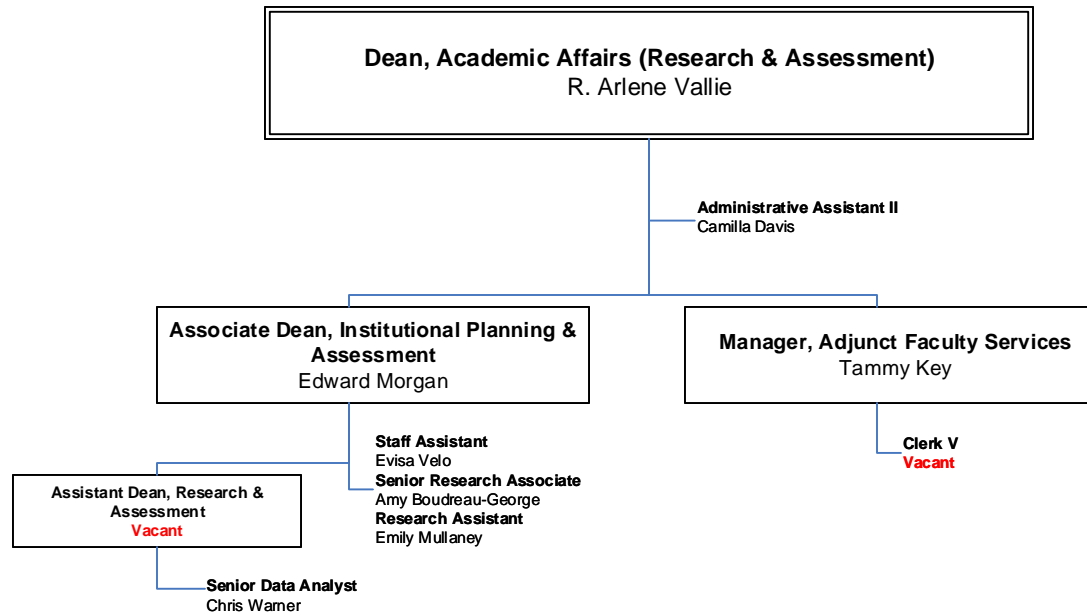 Dean, Academic Affairs (Research & Assessment)
R. Arlene Vallie
Administrative Assistant II
Camilla Davis
Associate Dean, Institutional Planning &
Assessment
Edward Morgan
Manager, Adjunct Faculty Services
Tammy Key
Staff Assistant
Evisa Velo
Senior Research Associate
Amy Boudreau-George
Research Assistant
Emily Mullaney
Clerk V
Vacant
Assistant Dean, Research &
Assessment
Vacant
Senior Data Analyst
Chris Warner